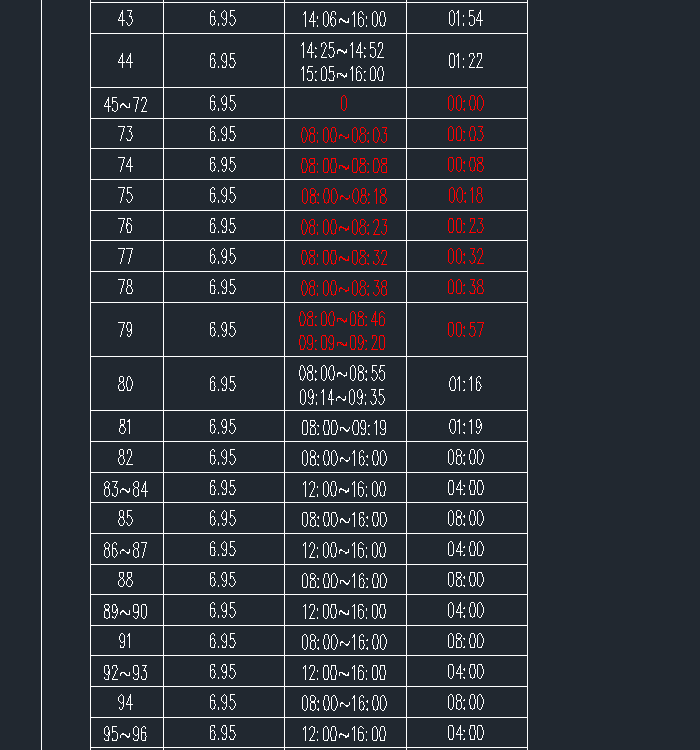 43 6.95 14:06~16:00 01:54
44 6.95 14:25~14:52 01:22
15:05~16:00
45~72 6.95 0 00:00
73 6.95 08:00~08:03 00:03
74 6.95 08:00~08:08 00:08
75 6.95 08:00~08:18 00:18
76 6.95 08:00~08:23 00:23
77 6.95 08:00~08:32 00:32
78 6.95 08:00~08:38 00:38
79 6.95 08:00~08:46 00:57
09:09~09:20
80 6.95 08:00~08:55 01:16
09:14~09:35
81 6.95 08:00~09:19 01:19
82 6.95 08:00~16:00 08:00
83~84 6.95 12:00~16:00 04:00
85 6.95 08:00~16:00 08:00
86~87 6.95 12:00~16:00 04:00
88 6.95 08:00~16:00 08:00
89~90 6.95 12:00~16:00 04:00
91 6.95 08:00~16:00 08:00
92~93 6.95 12:00~16:00 04:00
94 6.95 08:00~16:00 08:00
95~96 6.95 12:00~16:00 04:00